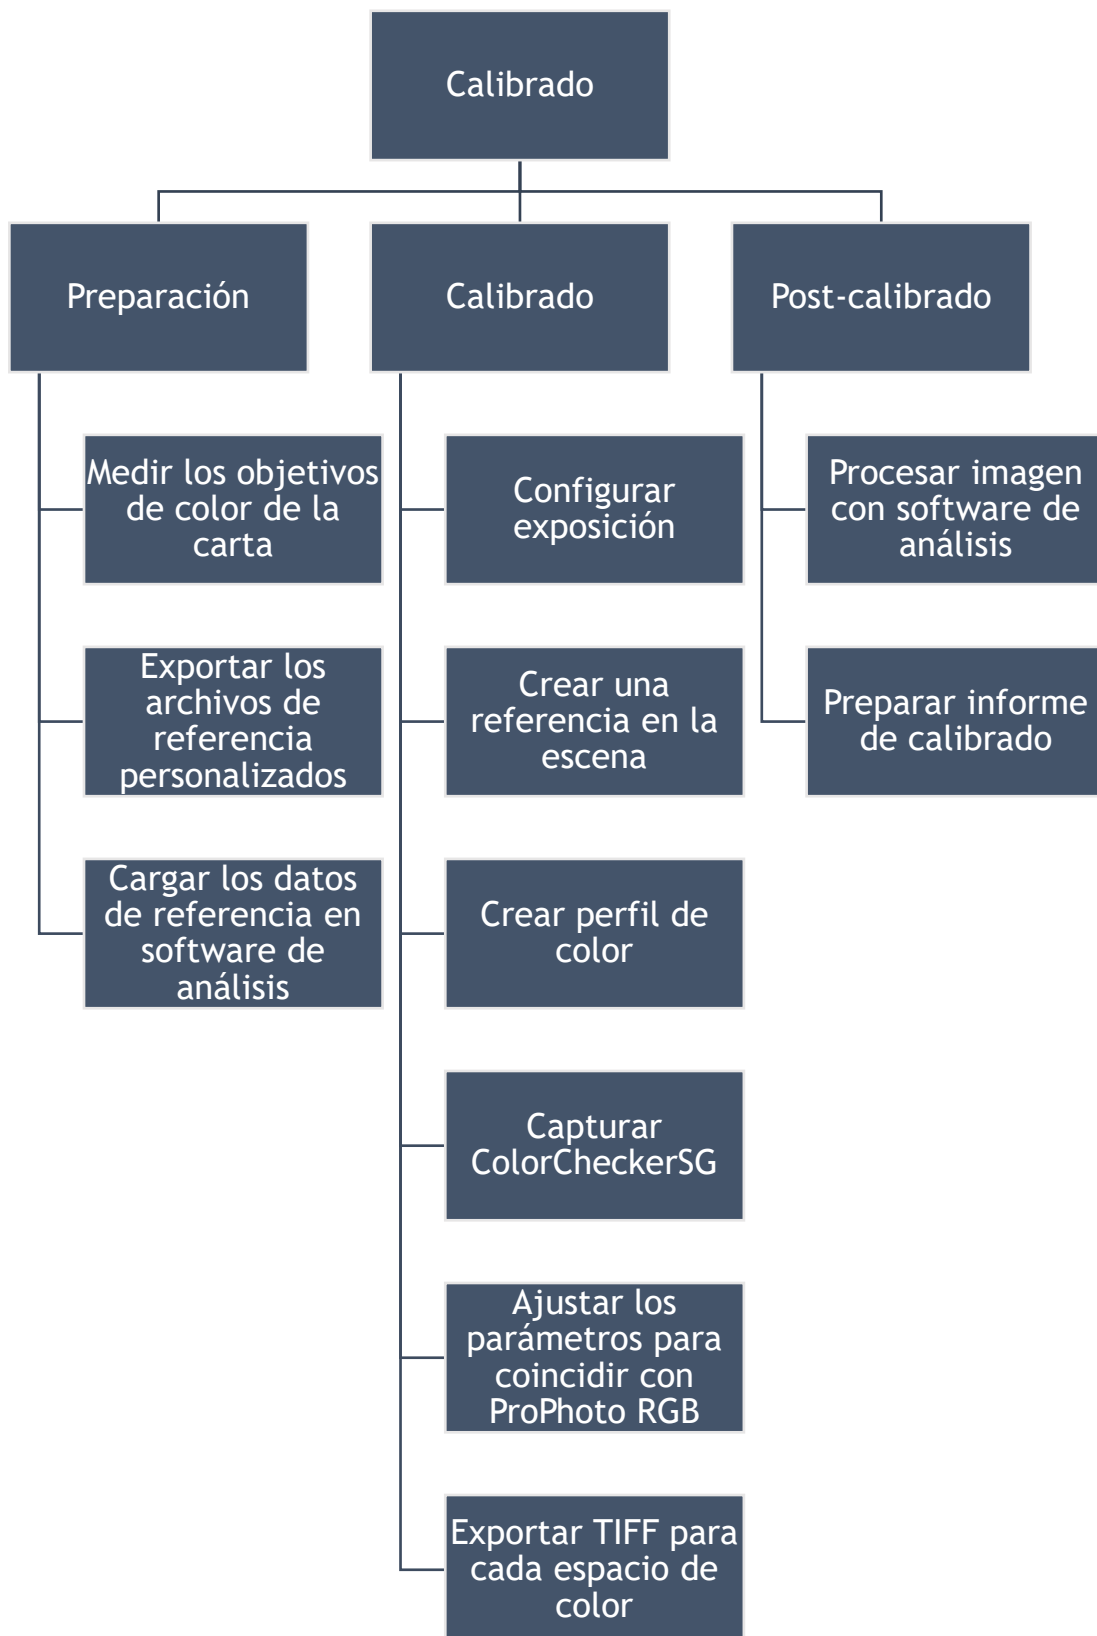 Calibrado
Preparación
Calibrado
Post-calibrado
Medir los objetivos
de color de la
carta
Exportar los
archivos de
referencia
personalizados
Cargar los datos
de referencia en
software de
análisis
Configurar
exposición
Crear una
referencia en la
escena
Crear perfil de
color
Capturar
ColorCheckerSG
Ajustar los
parámetros para
coincidir con
ProPhoto RGB
Exportar TIFF para
cada espacio de
color
Procesar imagen
con software de
análisis
Preparar informe
de calibrado